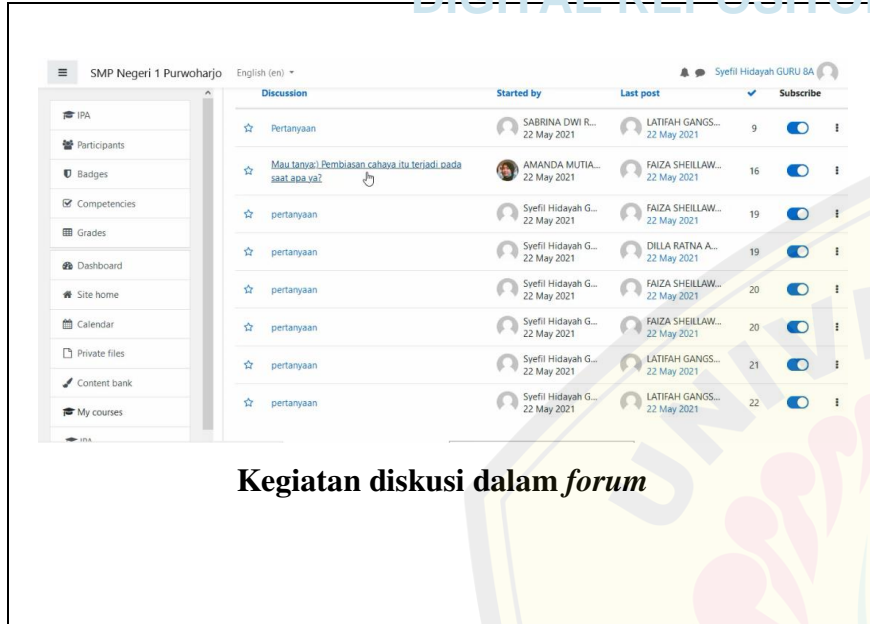 DIGITAL REPOSITOR
SMP Negeri 1 Purwoharjo English (en) Syefil Hidayah GURU 8A
IPA
Participants
Badges
Competencies
Grades
Dashboard
Site home
Calendar
Private files
Content bank
My courses
IPA
Discussion Started by Last post Subscribe
Pertanyaan SABRINA DWI R... LATIFAH GANGS... 9
22 May 2021 22 May 2021
Mau tanya:) Pembiasan cahaya itu terjadi pada AMANDA MUTIA... FAIZA SHEILLAW... 16
saat apa ya? 22 May 2021 22 May 2021
pertanyaan Syefil Hidayah G... FAIZA SHEILLAW... 19
22 May 2021 22 May 2021
pertanyaan Syefil Hidayah G... DILLA RATNA A... 19
22 May 2021 22 May 2021
pertanyaan Syefil Hidayah G... FAIZA SHEILLAW... 20
22 May 2021 22 May 2021
pertanyaan Syefil Hidayah G... FAIZA SHEILLAW... 20
22 May 2021 22 May 2021
pertanyaan Syefil Hidayah G... LATIFAH GANGS... 21
22 May 2021 22 May 2021
pertanyaan Syefil Hidayah G... LATIFAH GANGS... 22
22 May 2021 22 May 2021
Kegiatan diskusi dalam forum
UNIV